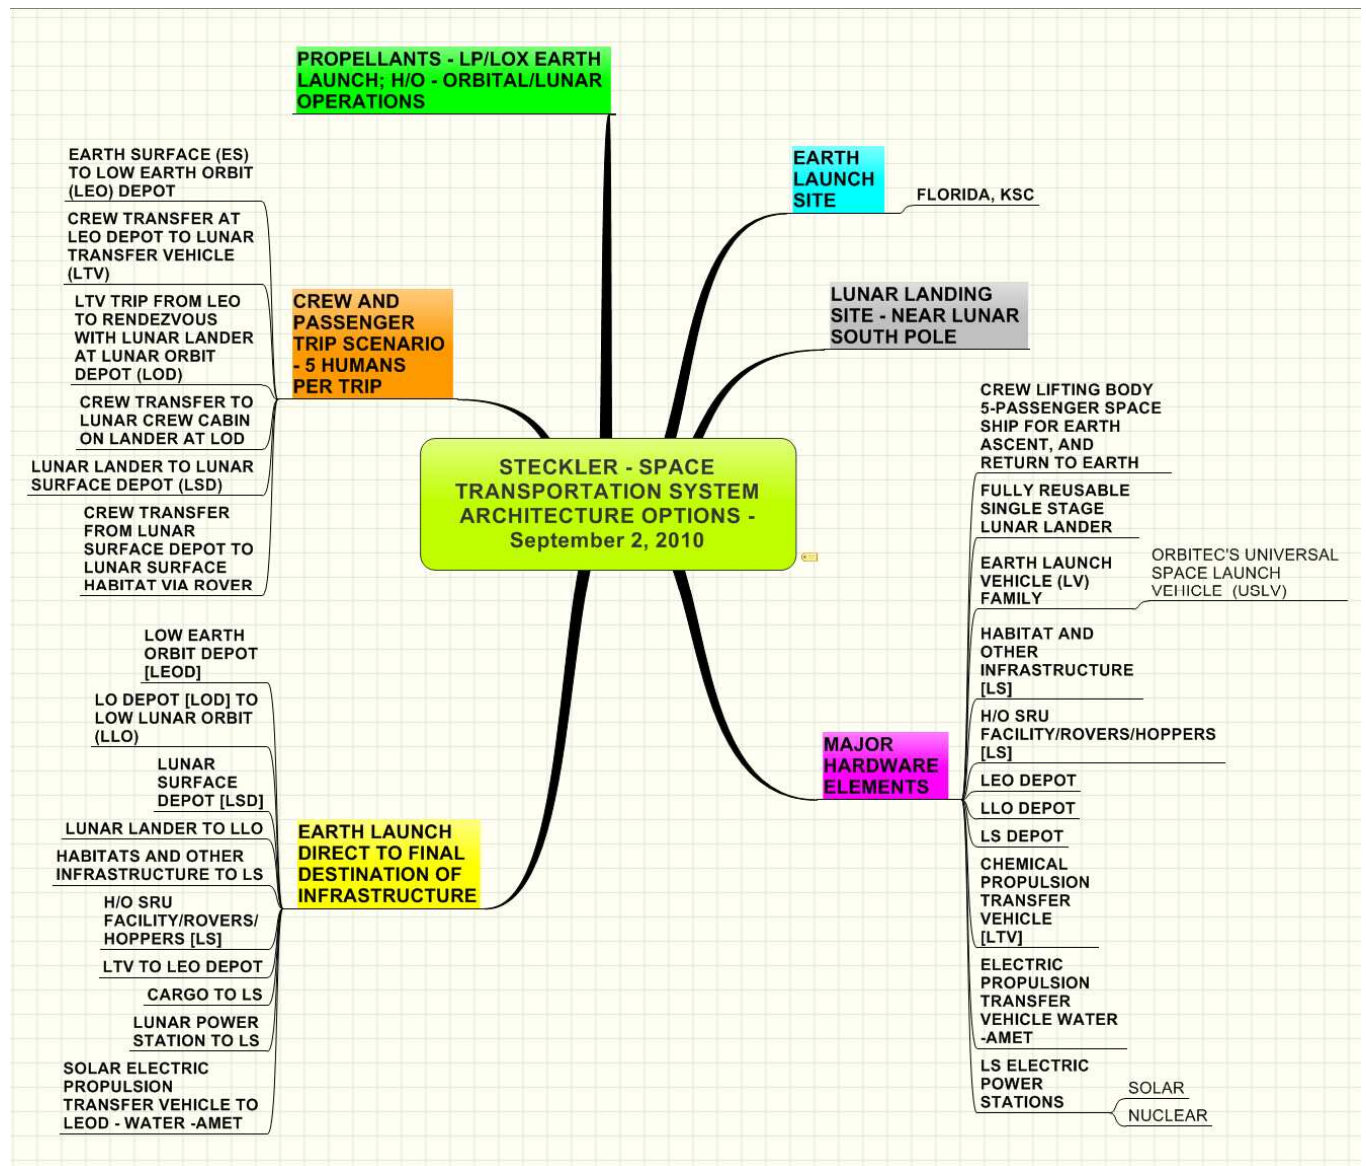 PROPELLANTS - LP/LOX EARTH
LAUNCH; H/O - ORBITAL/LUNAR
OPERATIONS
EARTH SURFACE (ES)
TO LOW EARTH ORBIT
(LEO) DEPOT
CREW TRANSFER AT
LEO DEPOT TO LUNAR
TRANSFER VEHICLE
(LTV)
LTV TRIP FROM LEO
TO RENDEZVOUS
WITH LUNAR LANDER
AT LUNAR ORBIT
DEPOT (LOD)
CREW TRANSFER TO
LUNAR CREW CABIN
ON LANDER AT LOD
LUNAR LANDER TO LUNAR
SURFACE DEPOT (LSD)
CREW TRANSFER
FROM LUNAR
SURFACE DEPOT TO
LUNAR SURFACE
HABITAT VIA ROVER
CREW AND
PASSENGER
TRIP SCENARIO
- 5 HUMANS
PER TRIP
EARTH
LAUNCH
SITE
FLORIDA, KSC
LUNAR LANDING
SITE - NEAR LUNAR
SOUTH POLE
STECKLER - SPACE
TRANSPORTATION SYSTEM
ARCHITECTURE OPTIONS -
September 2, 2010
LOW EARTH
ORBIT DEPOT
[LEOD]
LO DEPOT [LOD] TO
LOW LUNAR ORBIT
(LLO)
LUNAR
SURFACE
DEPOT [LSD]
LUNAR LANDER TO LLO
HABITATS AND OTHER
INFRASTRUCTURE TO LS
H/O SRU
FACILITY/ROVERS/
HOPPERS [LS]
LTV TO LEO DEPOT
CARGO TO LS
LUNAR POWER
STATION TO LS
SOLAR ELECTRIC
PROPULSION
TRANSFER VEHICLE TO
LEOD - WATER -AMET
EARTH LAUNCH
DIRECT TO FINAL
DESTINATION OF
INFRASTRUCTURE
MAJOR
HARDWARE
ELEMENTS
CREW LIFTING BODY
5-PASSENGER SPACE
SHIP FOR EARTH
ASCENT, AND
RETURN TO EARTH
FULLY REUSABLE
SINGLE STAGE
LUNAR LANDER
EARTH LAUNCH
VEHICLE (LV)
FAMILY
ORBITEC'S UNIVERSAL
SPACE LAUNCH
VEHICLE (USLV)
HABITAT AND
OTHER
INFRASTRUCTURE
[LS]
H/O SRU
FACILITY/ROVERS/HOPPERS
[LS]
LEO DEPOT
LLO DEPOT
LS DEPOT
CHEMICAL
PROPULSION
TRANSFER
VEHICLE
[LTV]
ELECTRIC
PROPULSION
TRANSFER
VEHICLE WATER
-AMET
LS ELECTRIC
POWER
STATIONS
SOLAR
NUCLEAR